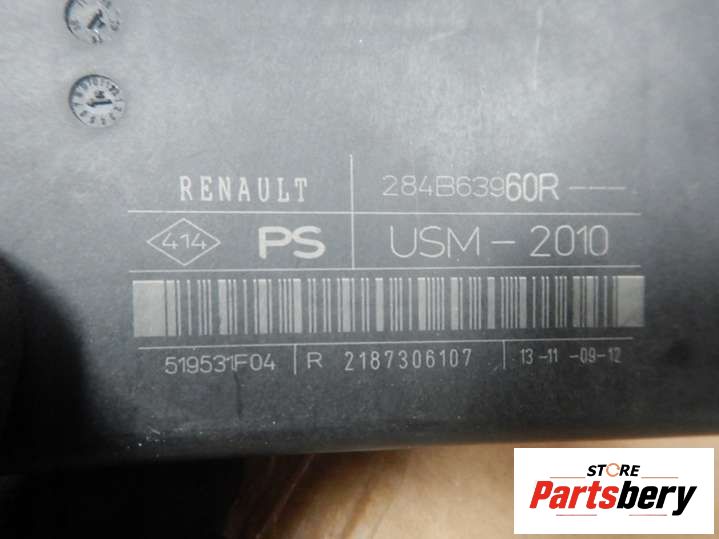 RENAULT 284B63960R---
414 PS USM-2010
519531F04 R 2187306107 13-11-09-12
STORE
Partsbery